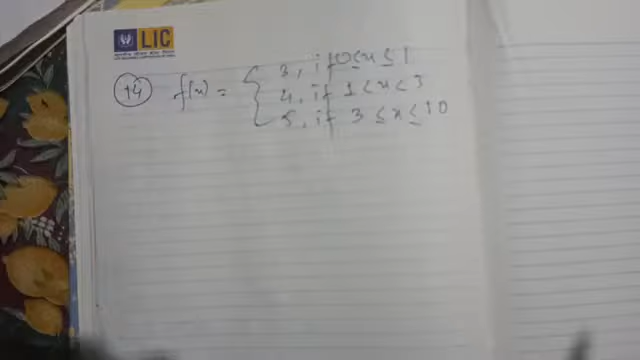 LIC
14 f(x) = { 3, if 0 ≤ x ≤ 1
4, if 1 < x < 3
5, if 3 ≤ x ≤ 10